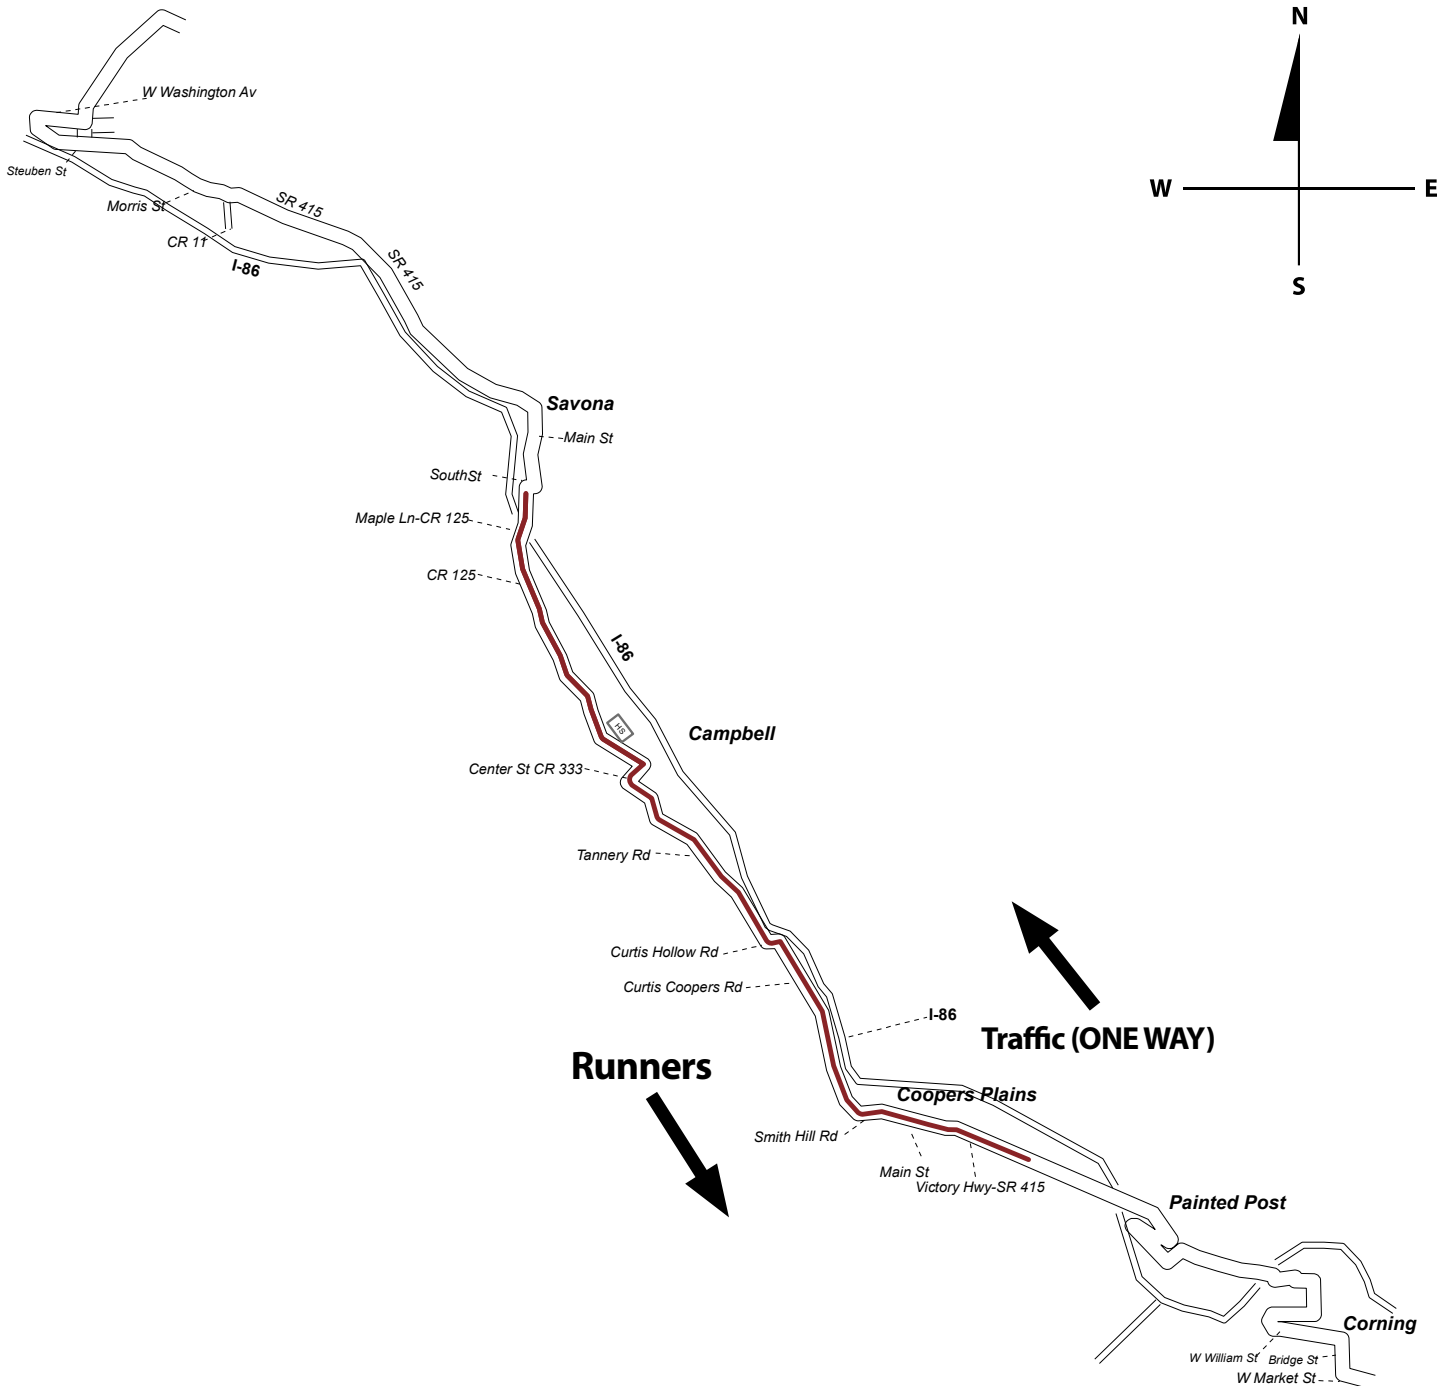 N
W Washington Av
Steuben St
W
E
Morris St
SR 415
CR 11
I-86
SR 415
S
Savona
Main St
SouthSt
Maple Ln-CR 125
CR 125
I-86
HS
Campbell
Center St CR 333
Tannery Rd
Curtis Hollow Rd
Curtis Coopers Rd
I-86
Traffic (ONE WAY)
Runners
Coopers Plains
Smith Hill Rd
Main St
Victory Hwy-SR 415
Painted Post
Corning
W William St
Bridge St
W Market St